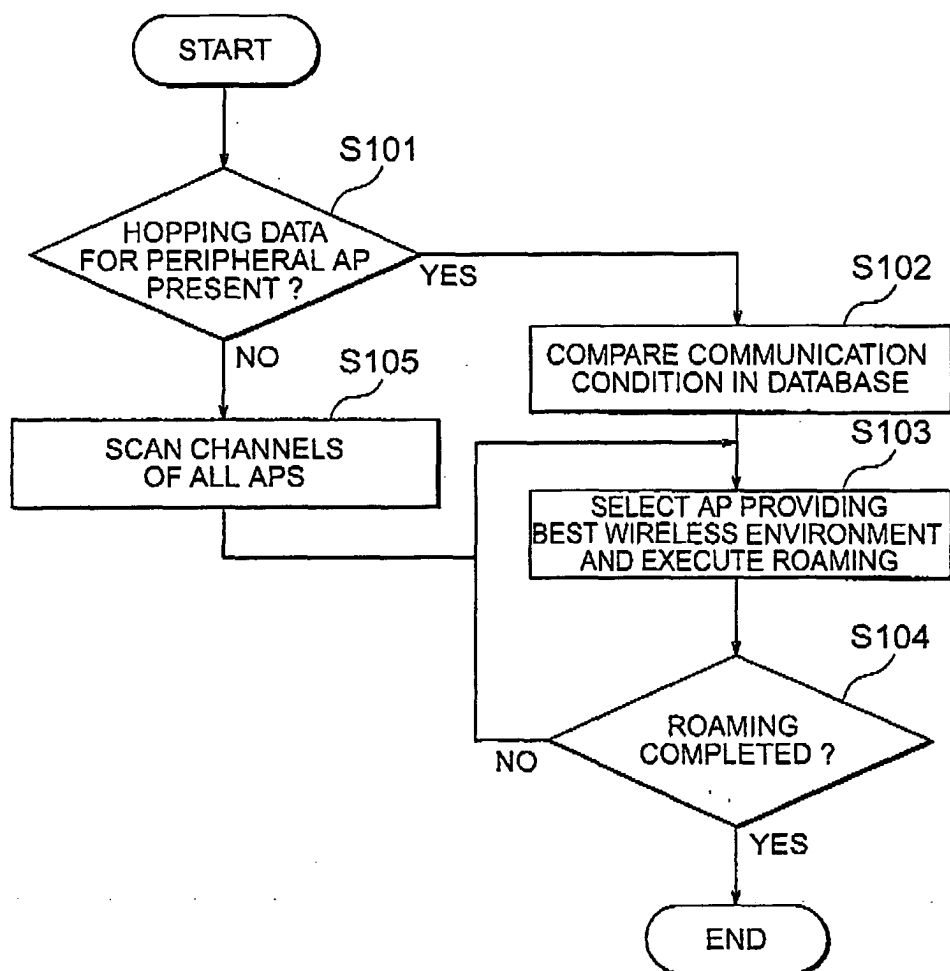 START
S101
HOPPING DATA
FOR PERIPHERAL AP
PRESENT ?
YES
NO
S102
COMPARE COMMUNICATION
CONDITION IN DATABASE
S105
SCAN CHANNELS
OF ALL APS
S103
SELECT AP PROVIDING
BEST WIRELESS ENVIRONMENT
AND EXECUTE ROAMING
S104
ROAMING
COMPLETED ?
NO
YES
END